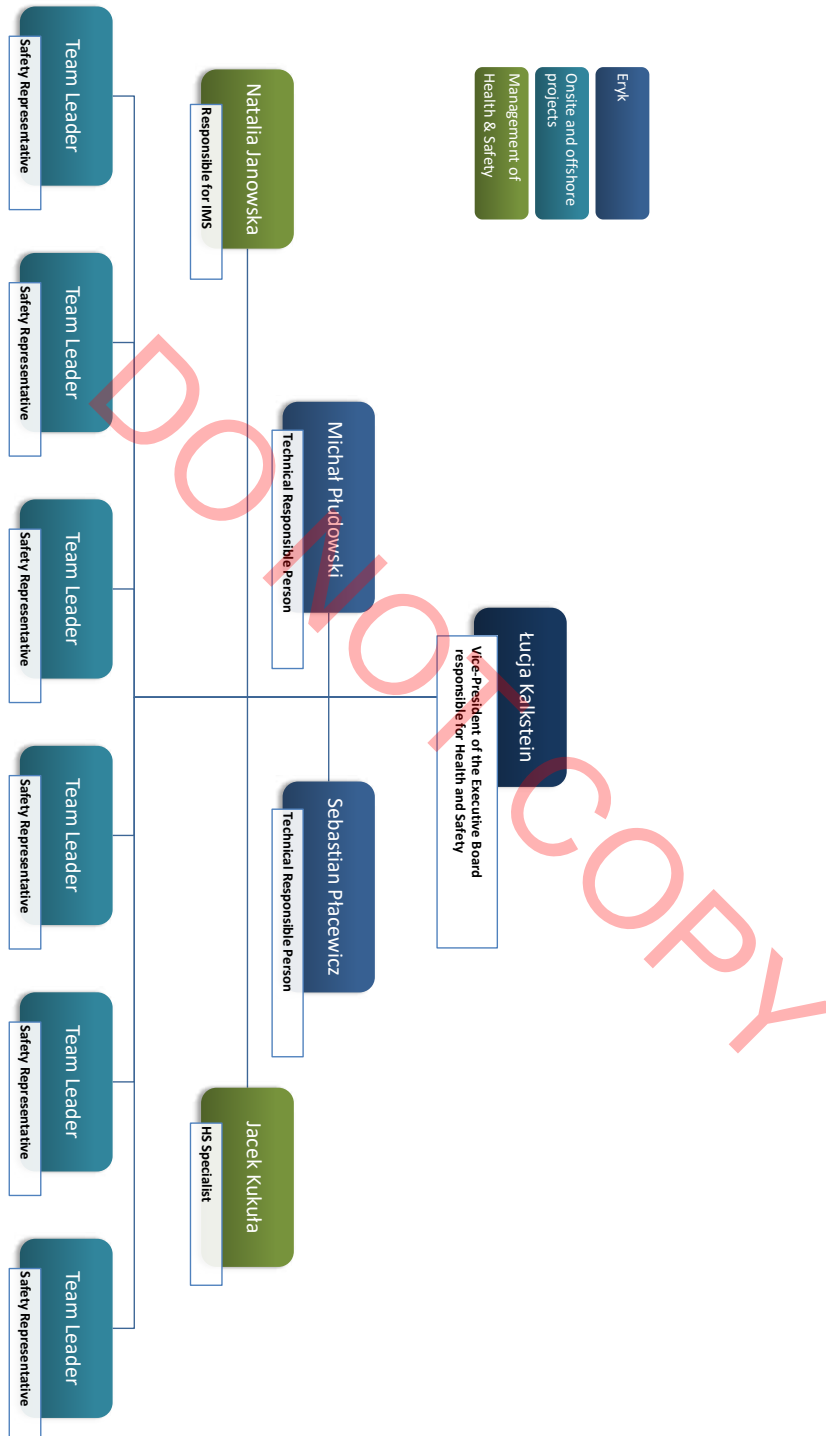 Eryk
Onsite and offshore
projects
Management of
Health & Safety
Łucja Kalkstein
Vice-President of the Executive Board
responsible for Health and Safety
Michał Płudowski
Technical Responsible Person
Sebastian Płacewicz
Technical Responsible Person
Natalia Janowska
Responsible for IMS
Jacek Kukuła
HS Specialist
Team Leader
Safety Representative
Team Leader
Safety Representative
Team Leader
Safety Representative
Team Leader
Safety Representative
Team Leader
Safety Representative
Team Leader
Safety Representative
DO NOT COPY